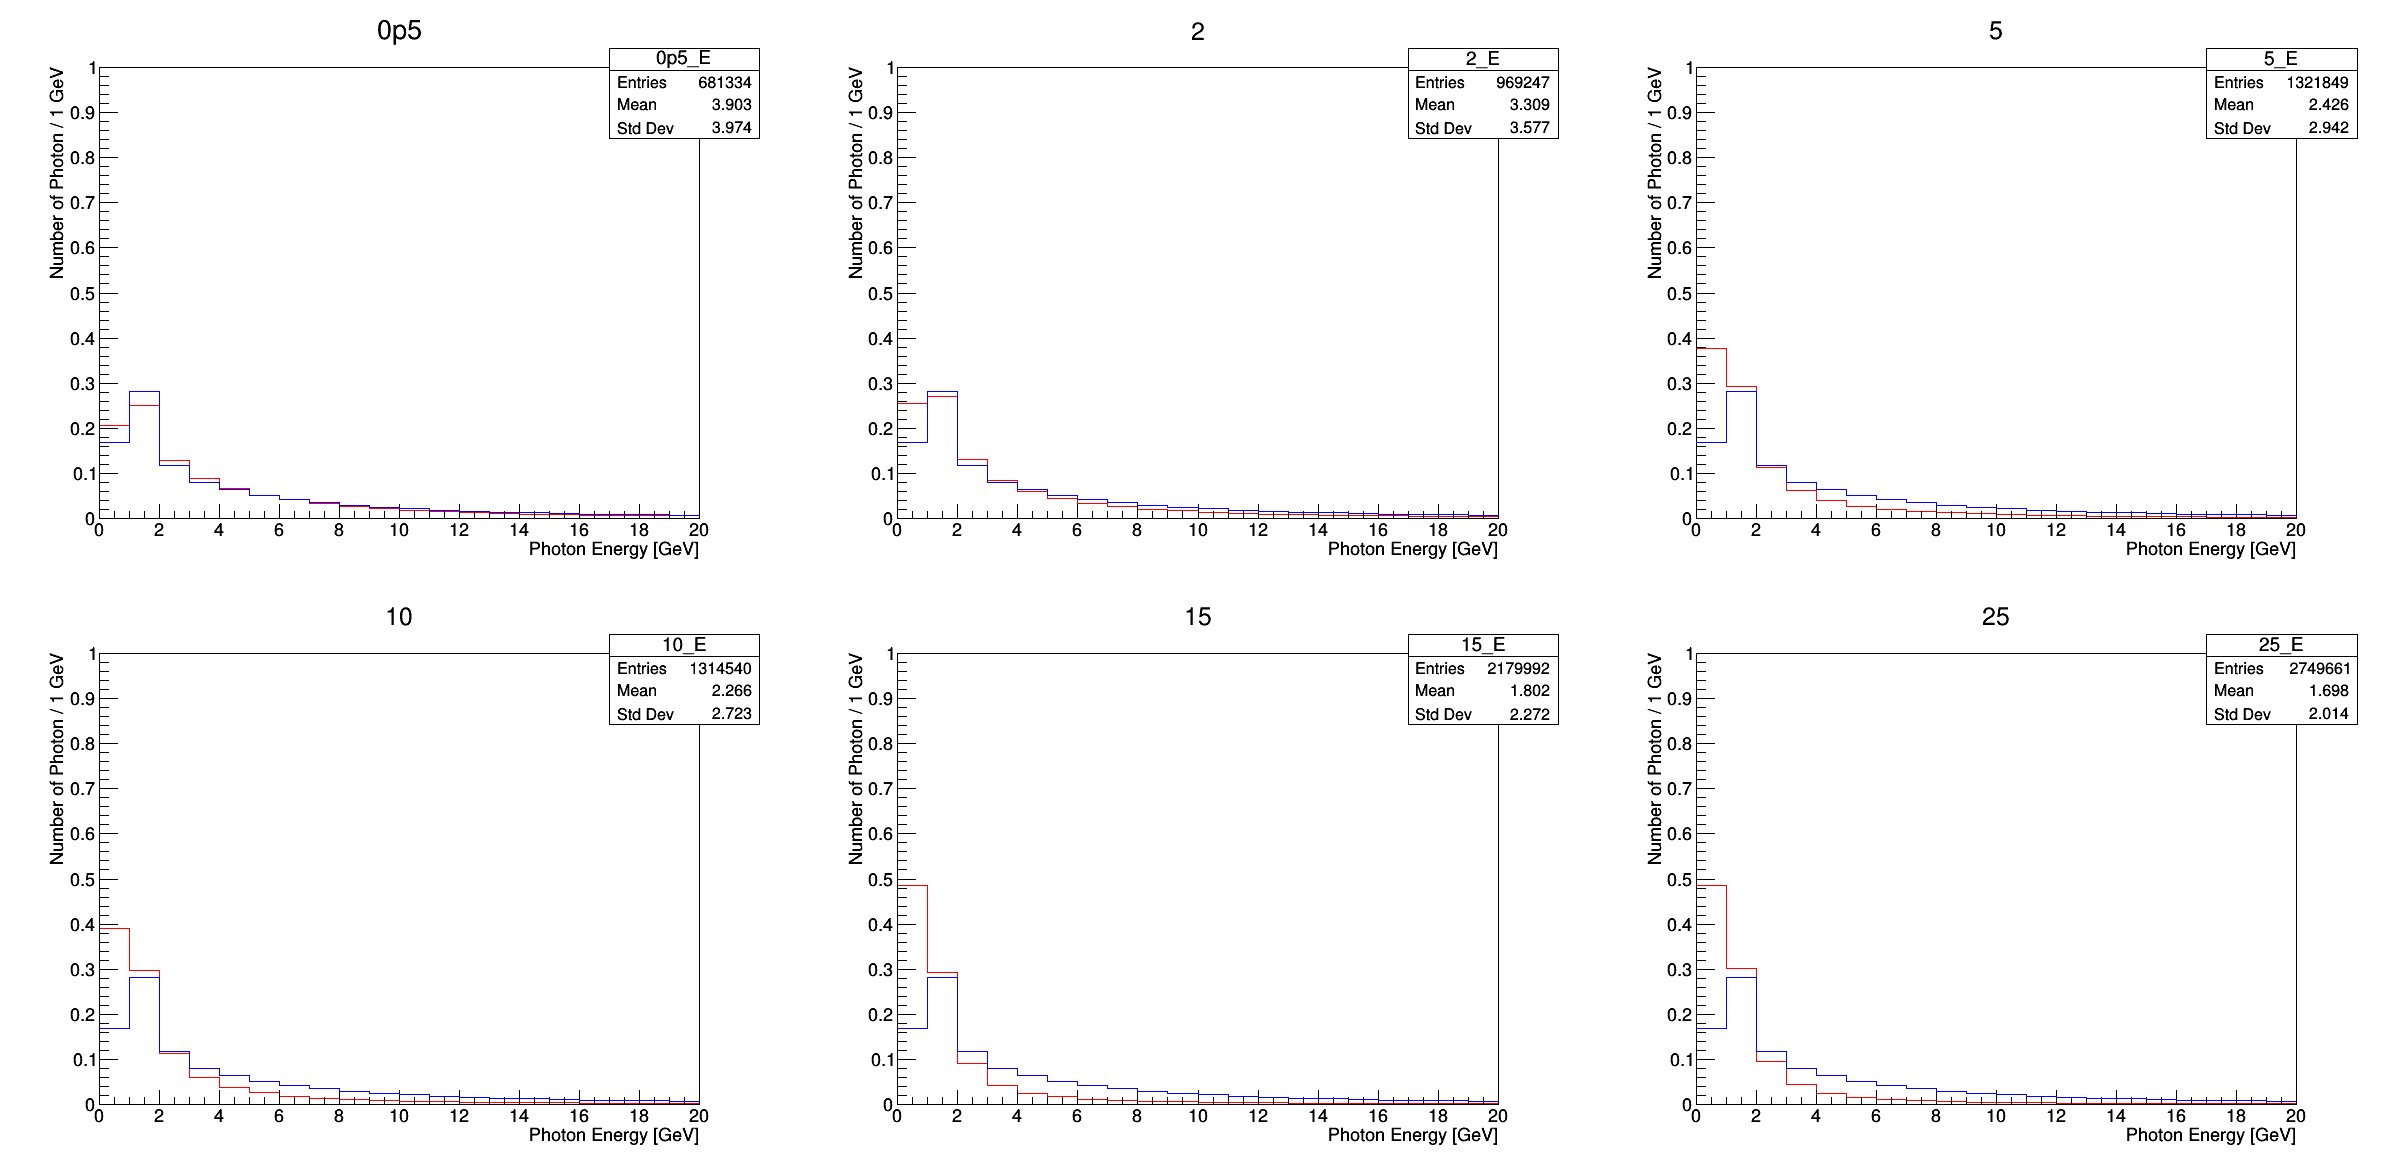 0p5
0p5_E
Entries 681334
Mean 3.903
Std Dev 3.974
Number of Photon / 1 GeV
1
0.9
0.8
0.7
0.6
0.5
0.4
0.3
0.2
0.1
0
0 2 4 6 8 10 12 14 16 18 20
Photon Energy [GeV]
2
2_E
Entries 969247
Mean 3.309
Std Dev 3.577
Number of Photon / 1 GeV
1
0.9
0.8
0.7
0.6
0.5
0.4
0.3
0.2
0.1
0
0 2 4 6 8 10 12 14 16 18 20
Photon Energy [GeV]
5
5_E
Entries 1321849
Mean 2.426
Std Dev 2.942
Number of Photon / 1 GeV
1
0.9
0.8
0.7
0.6
0.5
0.4
0.3
0.2
0.1
0
0 2 4 6 8 10 12 14 16 18 20
Photon Energy [GeV]
10
10_E
Entries 1314540
Mean 2.266
Std Dev 2.723
Number of Photon / 1 GeV
1
0.9
0.8
0.7
0.6
0.5
0.4
0.3
0.2
0.1
0
0 2 4 6 8 10 12 14 16 18 20
Photon Energy [GeV]
15
15_E
Entries 2179992
Mean 1.802
Std Dev 2.272
Number of Photon / 1 GeV
1
0.9
0.8
0.7
0.6
0.5
0.4
0.3
0.2
0.1
0
0 2 4 6 8 10 12 14 16 18 20
Photon Energy [GeV]
25
25_E
Entries 2749661
Mean 1.698
Std Dev 2.014
Number of Photon / 1 GeV
1
0.9
0.8
0.7
0.6
0.5
0.4
0.3
0.2
0.1
0
0 2 4 6 8 10 12 14 16 18 20
Photon Energy [GeV]